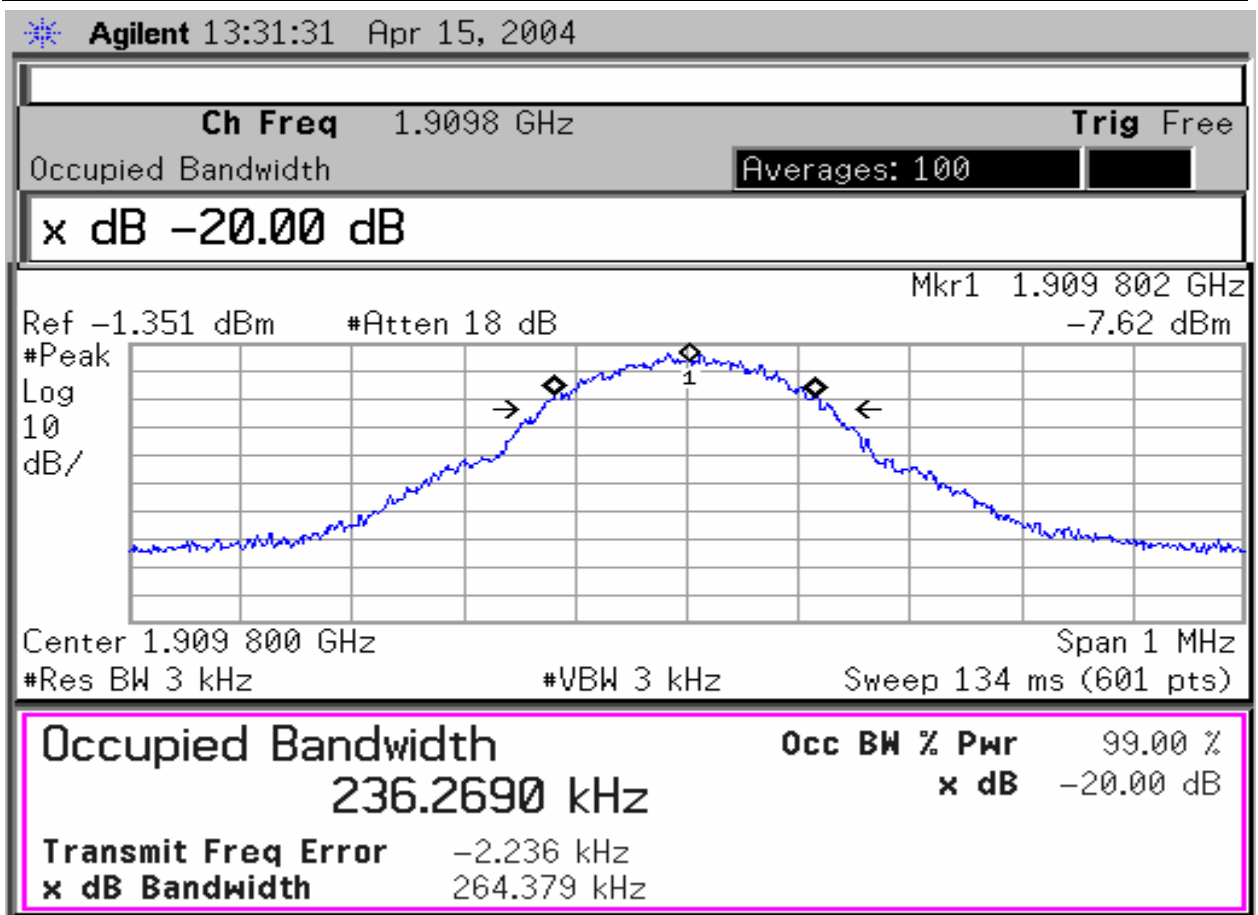 Agilent 13:31:31 Apr 15, 2004
Ch Freq 1.9098 GHz Trig Free
Occupied Bandwidth Averages: 100
x dB -20.00 dB
Mkr1 1.909 802 GHz
Ref -1.351 dBm #Atten 18 dB -7.62 dBm
#Peak
Log
10
dB/
1
Center 1.909 800 GHz Span 1 MHz
#Res BW 3 kHz #VBW 3 kHz Sweep 134 ms (601 pts)
Occupied Bandwidth Occ BW % Pwr 99.00 %
236.2690 kHz x dB -20.00 dB
Transmit Freq Error -2.236 kHz
x dB Bandwidth 264.379 kHz